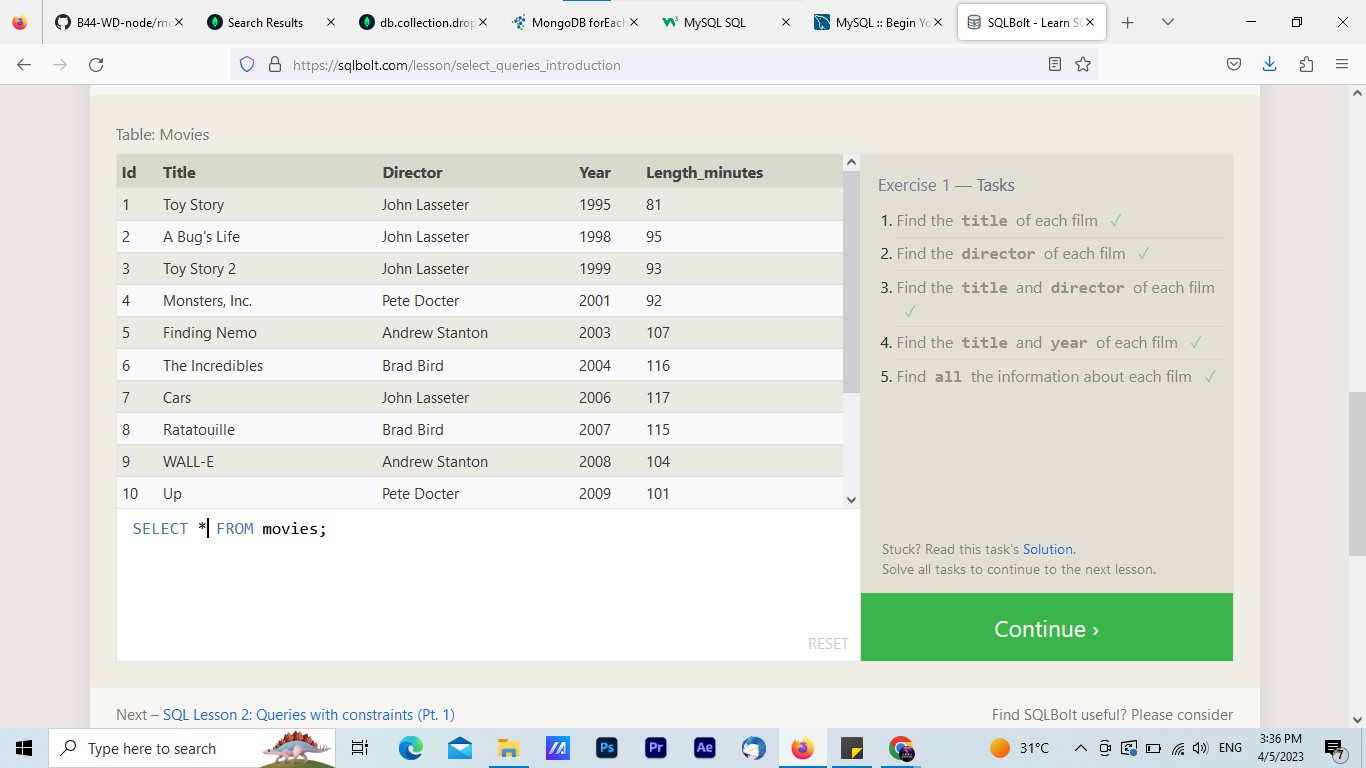 B44-WD-node/mo
Search Results
db.collection.drop
MongoDB forEach
MySQL SQL
MySQL :: Begin Yo
SQLBolt - Learn SQ
https://sqlbolt.com/lesson/select_queries_introduction
Table: Movies
Id Title Director Year Length_minutes
1 Toy Story John Lasseter 1995 81
2 A Bug's Life John Lasseter 1998 95
3 Toy Story 2 John Lasseter 1999 93
4 Monsters, Inc. Pete Docter 2001 92
5 Finding Nemo Andrew Stanton 2003 107
6 The Incredibles Brad Bird 2004 116
7 Cars John Lasseter 2006 117
8 Ratatouille Brad Bird 2007 115
9 WALL-E Andrew Stanton 2008 104
10 Up Pete Docter 2009 101
SELECT * FROM movies;
RESET
Exercise 1 — Tasks
1. Find the title of each film ✓
2. Find the director of each film ✓
3. Find the title and director of each film
✓
4. Find the title and year of each film ✓
5. Find all the information about each film ✓
Stuck? Read this task's Solution.
Solve all tasks to continue to the next lesson.
Continue ›
Next – SQL Lesson 2: Queries with constraints (Pt. 1)
Find SQLBolt useful? Please consider
Type here to search
Ps
Pr
Ae
31°C
ENG
3:36 PM
4/5/2023
7